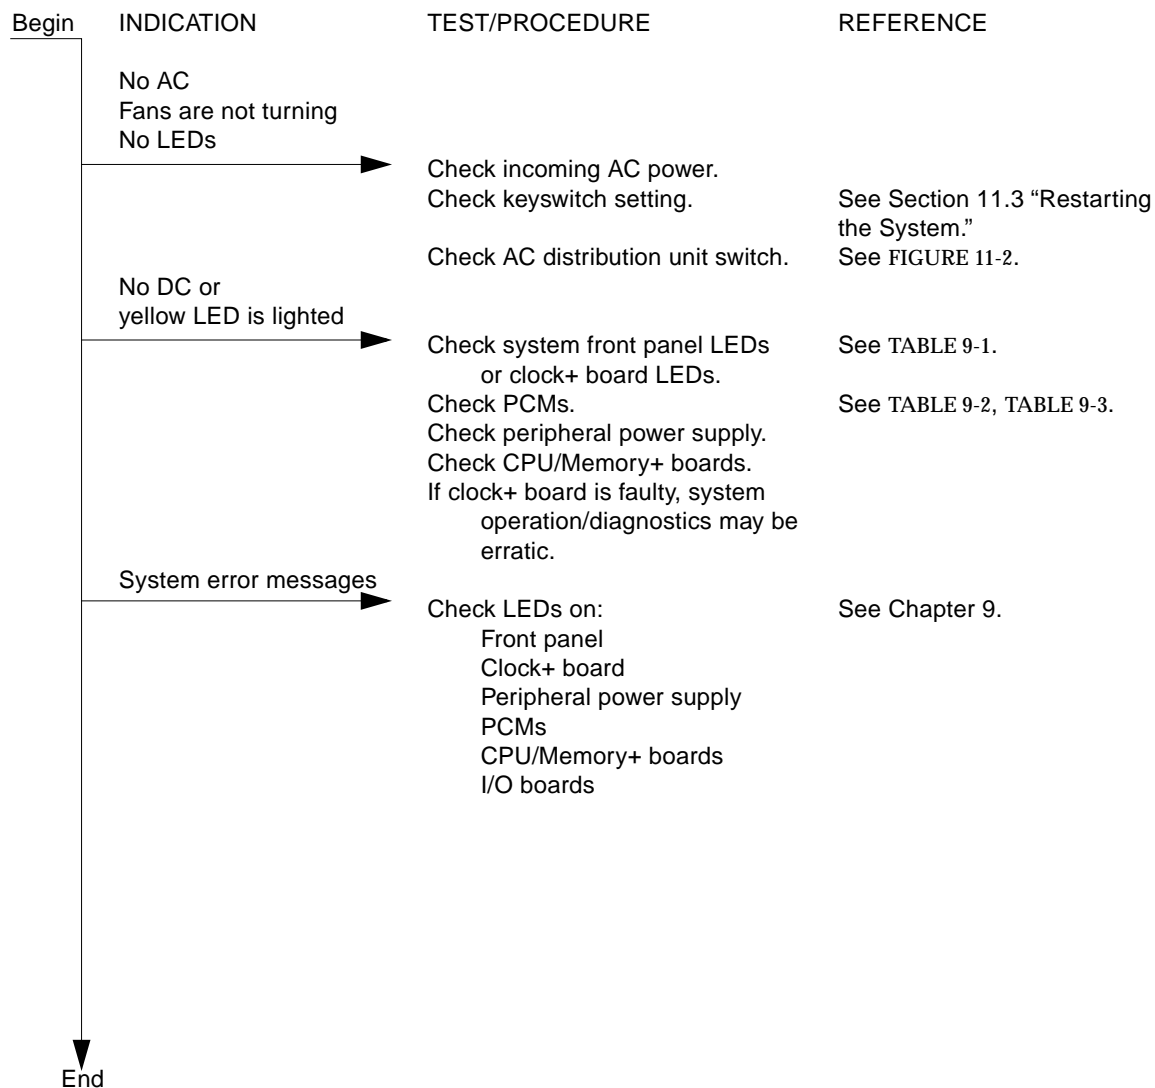 Begin INDICATION TEST/PROCEDURE REFERENCE
No AC
Fans are not turning
No LEDs
Check incoming AC power.
Check keyswitch setting. See Section 11.3 “Restarting
the System.”
Check AC distribution unit switch. See FIGURE 11-2.
No DC or
yellow LED is lighted
Check system front panel LEDs See TABLE 9-1.
or clock+ board LEDs.
Check PCMs. See TABLE 9-2, TABLE 9-3.
Check peripheral power supply.
Check CPU/Memory+ boards.
If clock+ board is faulty, system
operation/diagnostics may be
erratic.
System error messages
Check LEDs on: See Chapter 9.
Front panel
Clock+ board
Peripheral power supply
PCMs
CPU/Memory+ boards
I/O boards
End